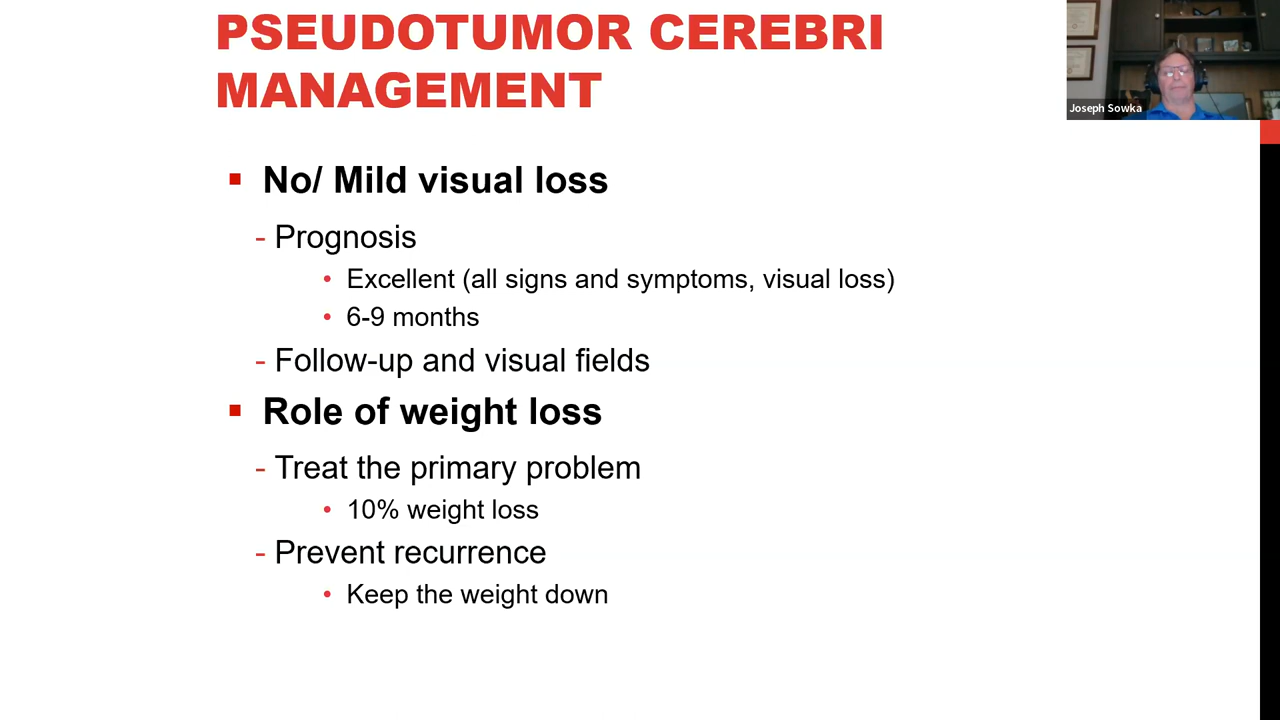 PSEUDOTUMOR CEREBRI
MANAGEMENT
Joseph Sowka
▪ No/ Mild visual loss
- Prognosis
• Excellent (all signs and symptoms, visual loss)
• 6-9 months
- Follow-up and visual fields
▪ Role of weight loss
- Treat the primary problem
• 10% weight loss
- Prevent recurrence
• Keep the weight down